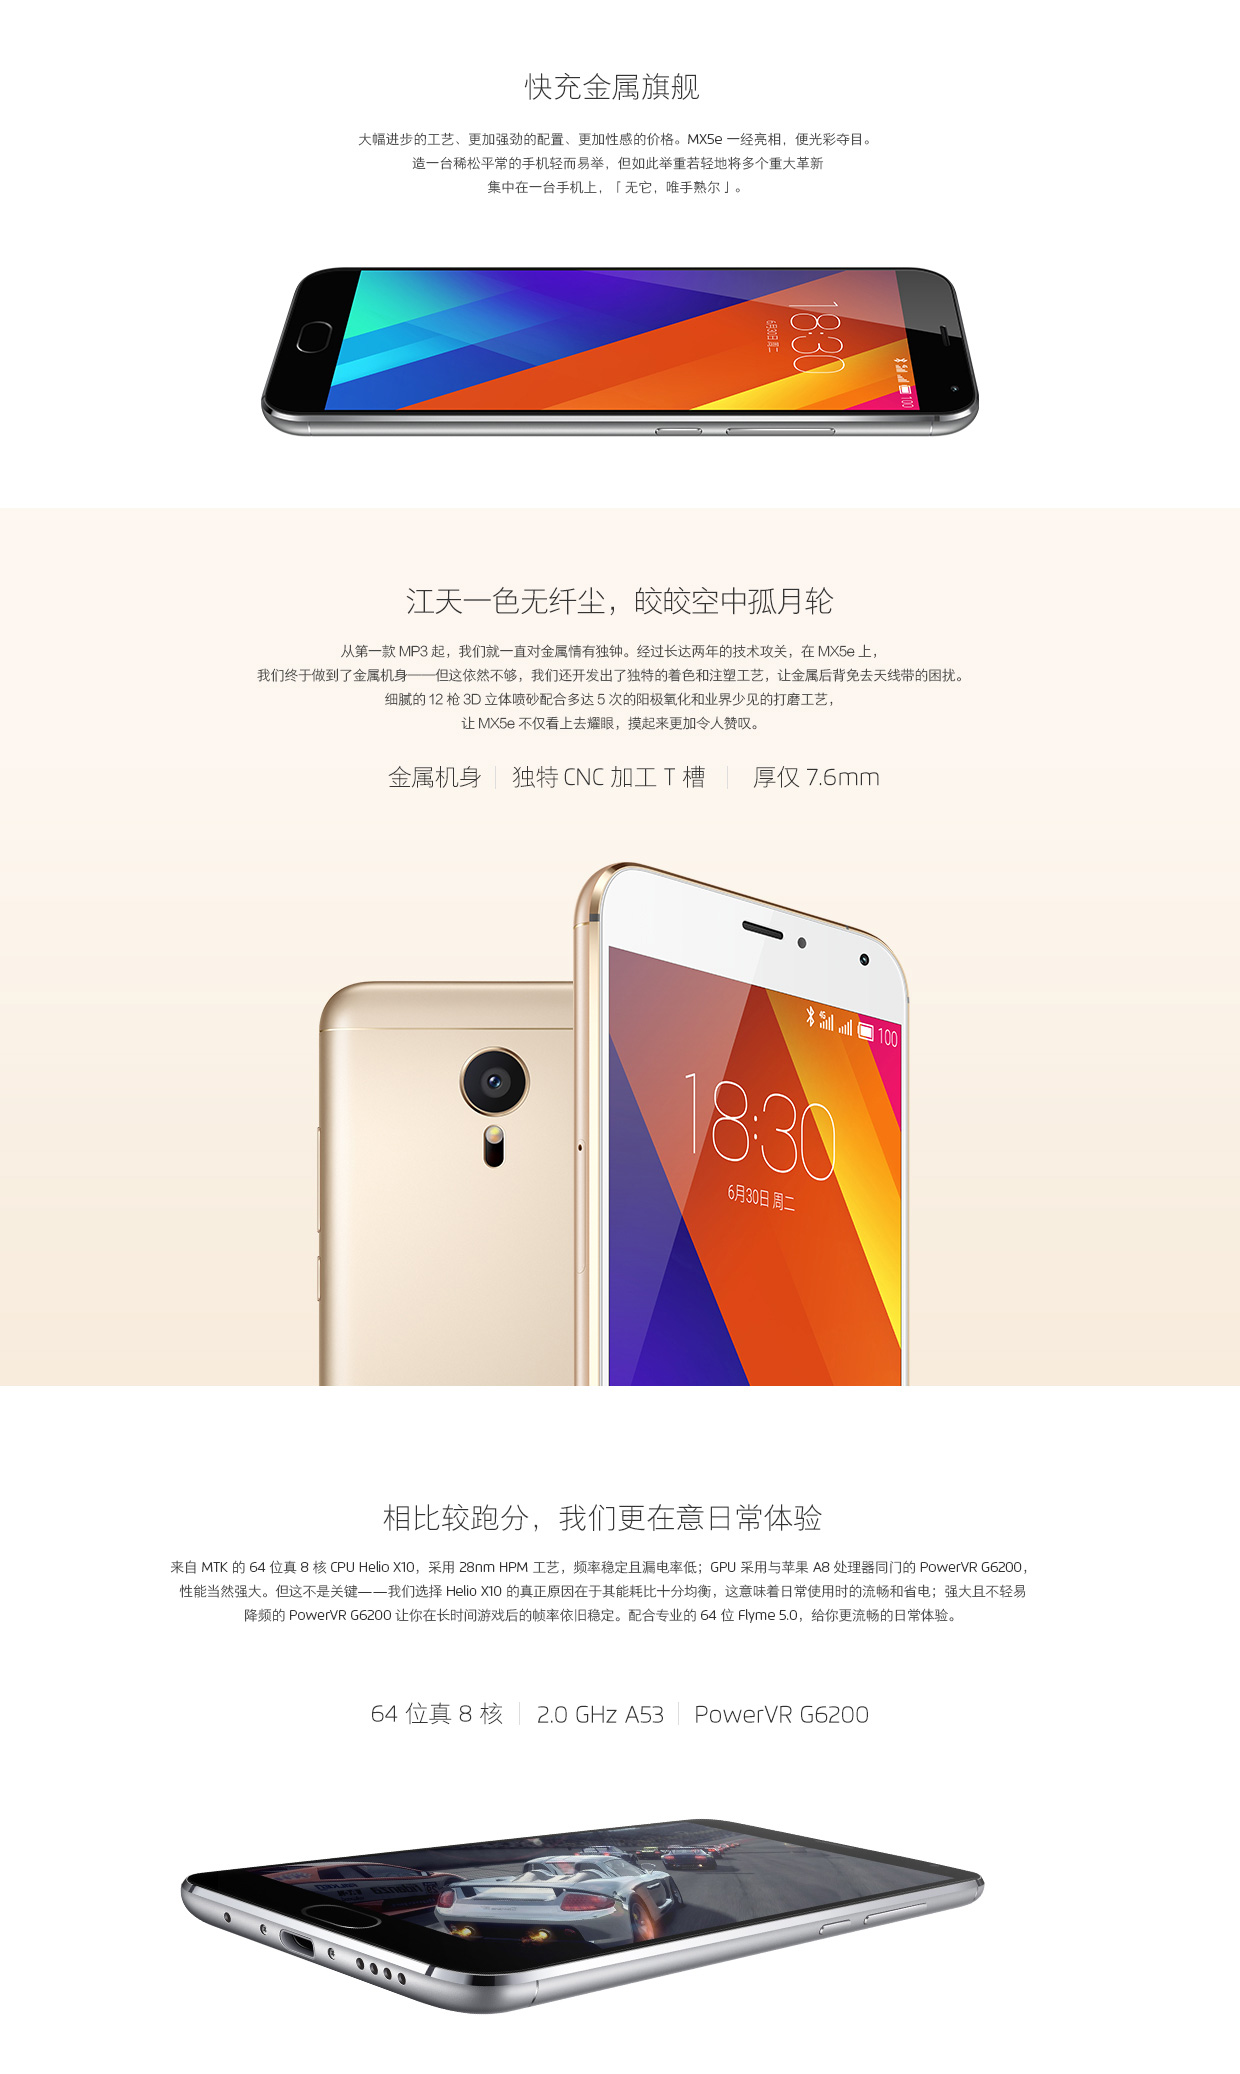 快充金属旗舰
大幅进步的工艺、更加强劲的配置、更加性感的价格。MX5e 一经亮相，便光彩夺目。
造一台稀松平常的手机轻而易举，但如此举重若轻地将多个重大革新
集中在一台手机上，「无它，唯手熟尔」。
18:30
6月30日 周二
100
江天一色无纤尘，皎皎空中孤月轮
从第一款 MP3 起，我们就一直对金属情有独钟。经过长达两年的技术攻关，在 MX5e 上，
我们终于做到了金属机身——但这依然不够，我们还开发出了独特的着色和注塑工艺，让金属后背免去天线带的困扰。
细腻的 12 枪 3D 立体喷砂配合多达 5 次的阳极氧化和业界少见的打磨工艺，
让 MX5e 不仅看上去耀眼，摸起来更加令人赞叹。
金属机身 独特 CNC 加工 T 槽 厚仅 7.6mm
4G 100
18:30
6月30日 周二
相比较跑分，我们更在意日常体验
来自 MTK 的 64 位真 8 核 CPU Helio X10，采用 28nm HPM 工艺，频率稳定且漏电率低；GPU 采用与苹果 A8 处理器同门的 PowerVR G6200，
性能当然强大。但这不是关键——我们选择 Helio X10 的真正原因在于其能耗比十分均衡，这意味着日常使用时的流畅和省电；强大且不轻易
降频的 PowerVR G6200 让你在长时间游戏后的帧率依旧稳定。配合专业的 64 位 Flyme 5.0，给你更流畅的日常体验。
64 位真 8 核 2.0 GHz A53 PowerVR G6200